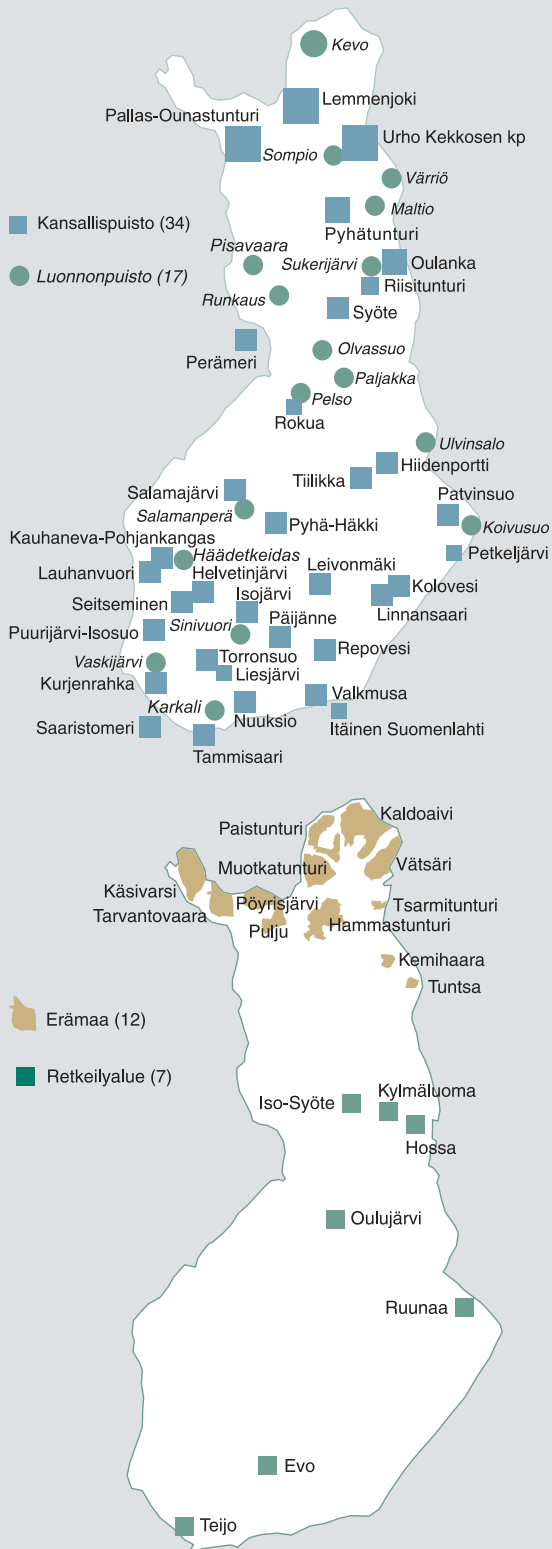 Kevo
Lemmenjoki
Pallas-Ounastunturi
Urho Kekkosen kp
Sompio
Värriö
Maltio
Kansallispuisto (34)
Pyhätunturi
Pisavaara
Sukerijärvi
Oulanka
Luonnonpuisto (17)
Riisitunturi
Runkaus
Syöte
Olvassuo
Perämeri
Paljakka
Pelso
Rokua
Ulvinsalo
Hiidenportti
Tiilikka
Salamajärvi
Patvinsuo
Salamanperä
Pyhä-Häkki
Koivusuo
Kauhaneva-Pohjankangas
Petkeljärvi
Häädetkeidas
Leivonmäki
Lauhanvuori
Helvetinjärvi
Kolovesi
Isojärvi
Seitseminen
Linnansaari
Päijänne
Sinivuori
Puurijärvi-Isosuo
Repovesi
Torronsuo
Vaskijärvi
Liesjärvi
Kurjenrahka
Valkmusa
Karkali
Nuuksio
Saaristomeri
Itäinen Suomenlahti
Tammisaari
Kaldoaivi
Paistunturi
Vätsäri
Muotkatunturi
Käsivarsi
Pöyrisjärvi
Tsarmitunturi
Tarvantovaara
Hammastunturi
Pulju
Kemihaara
Tuntsa
Erämaa (12)
Retkeilyalue (7)
Kylmäluoma
Iso-Syöte
Hossa
Oulujärvi
Ruunaa
Evo
Teijo